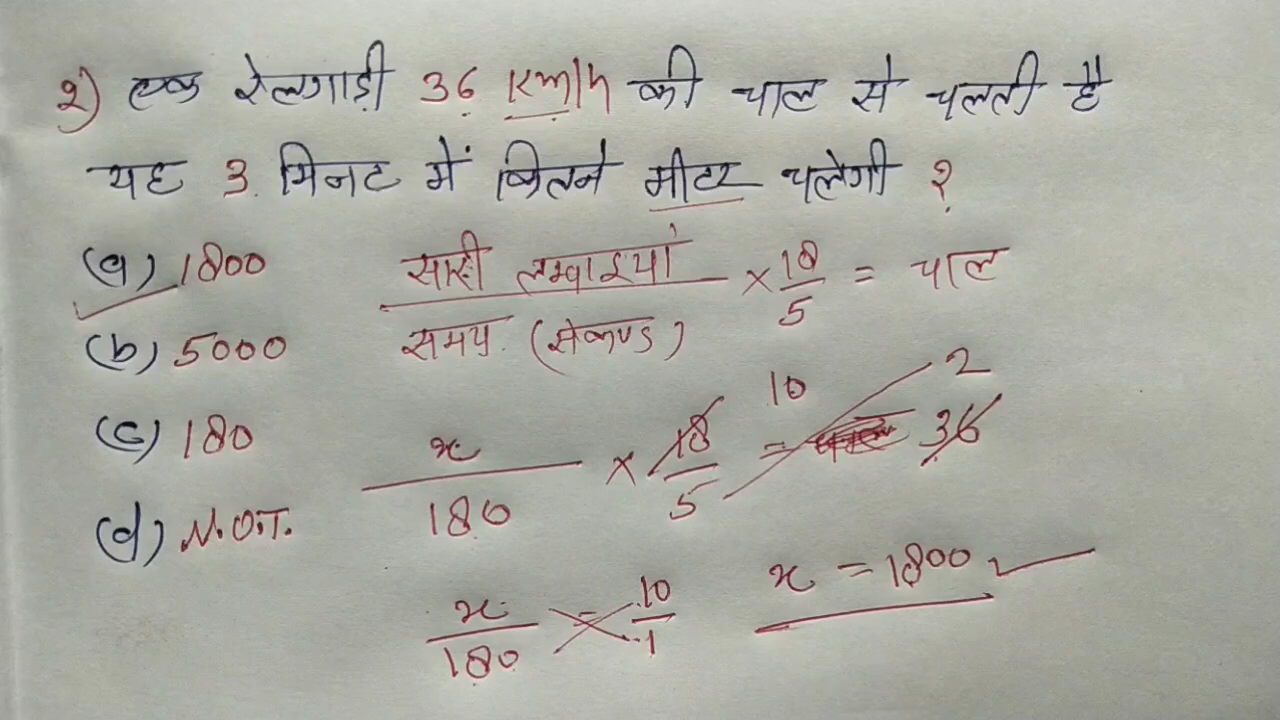 २) एक रेलगाड़ी 36 Km/h की चाल से चलती है
यह 3 मिनट में कितने मीटर चलेगी ?
(a) 1800
सारी लम्बाइयां / समय (सेकण्ड) × 18/5 = चाल
(b) 5000
(c) 180
x/180 × 18/5 = 36
10
2
(d) N.O.T.
x/180 = 10/1
x = 1800